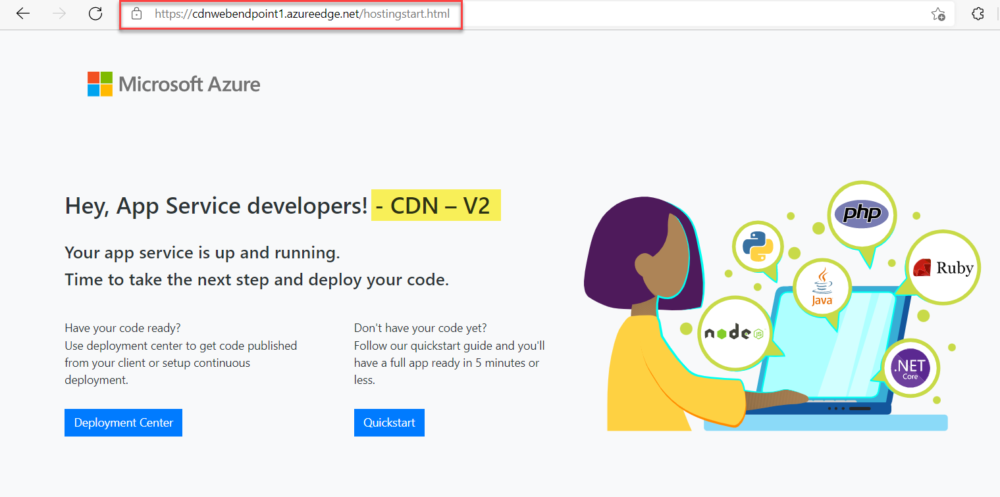 https://cdnwebendpoint1.azureedge.net/hostingstart.html
Microsoft Azure
Hey, App Service developers! - CDN – V2
Your app service is up and running.
Time to take the next step and deploy your code.
Have your code ready?
Use deployment center to get code published
from your client or setup continuous
deployment.
Deployment Center
Don't have your code yet?
Follow our quickstart guide and you'll
have a full app ready in 5 minutes or
less.
Quickstart
php
Ruby
Java
node
JS
.NET
Core